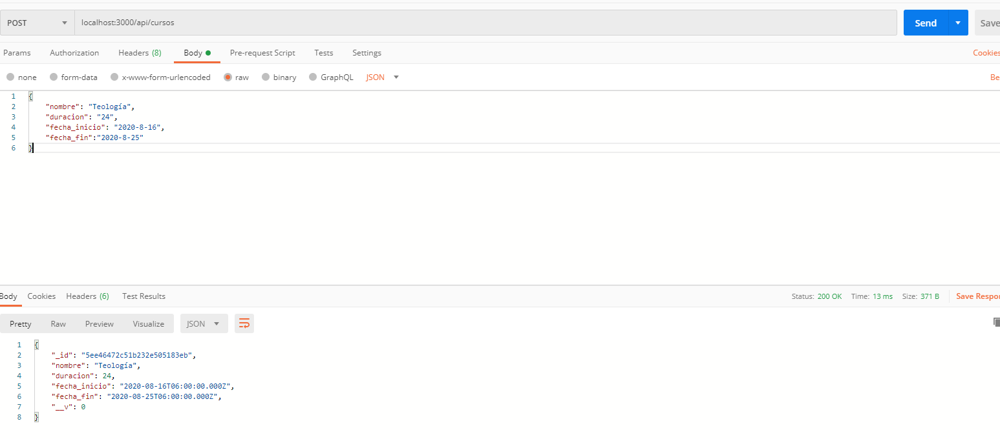 POST localhost:3000/api/cursos Send Save
Params Authorization Headers (8) Body Pre-request Script Tests Settings Cookies
none form-data x-www-form-urlencoded raw binary GraphQL JSON Be
1 {
2 "nombre": "Teología",
3 "duracion": "24",
4 "fecha_inicio": "2020-8-16",
5 "fecha_fin":"2020-8-25"
6 }
Body Cookies Headers (6) Test Results Status: 200 OK Time: 13 ms Size: 371 B Save Respo
Pretty Raw Preview Visualize JSON
1 {
2 "_id": "5ee46472c51b232e505183eb",
3 "nombre": "Teología",
4 "duracion": 24,
5 "fecha_inicio": "2020-08-16T06:00:00.000Z",
6 "fecha_fin": "2020-08-25T06:00:00.000Z",
7 "__v": 0
8 }